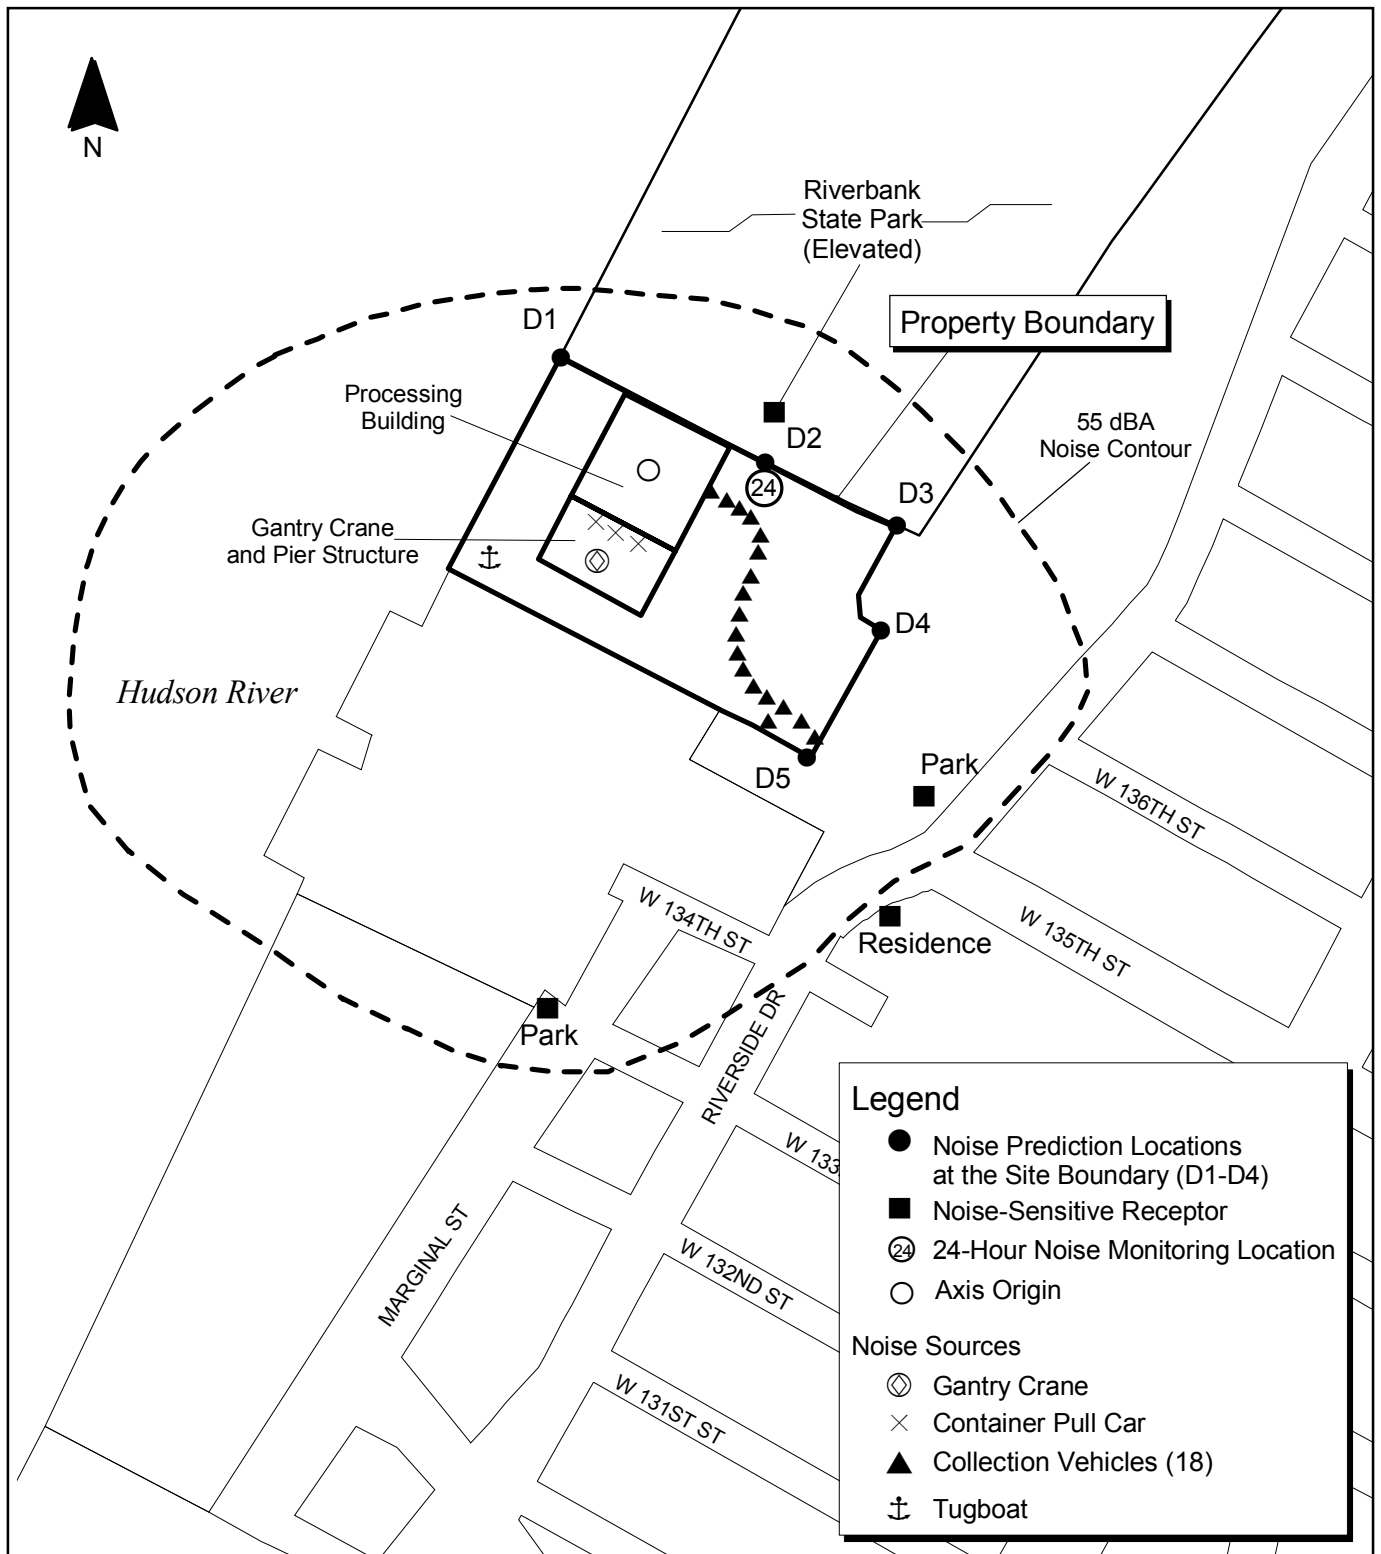 N
Riverbank
State Park
(Elevated)
D1
Property Boundary
Processing
Building
55 dBA
Noise Contour
D2
24
D3
Gantry Crane
and Pier Structure
D4
Hudson River
D5
Park
W 136TH ST
W 134TH ST
W 135TH ST
Residence
Park
RIVERSIDE DR
MARGINAL ST
W 133
W 132ND ST
W 131ST ST
Legend
Noise Prediction Locations
at the Site Boundary (D1-D4)
Noise-Sensitive Receptor
24 24-Hour Noise Monitoring Location
Axis Origin
Noise Sources
Gantry Crane
Container Pull Car
Collection Vehicles (18)
Tugboat